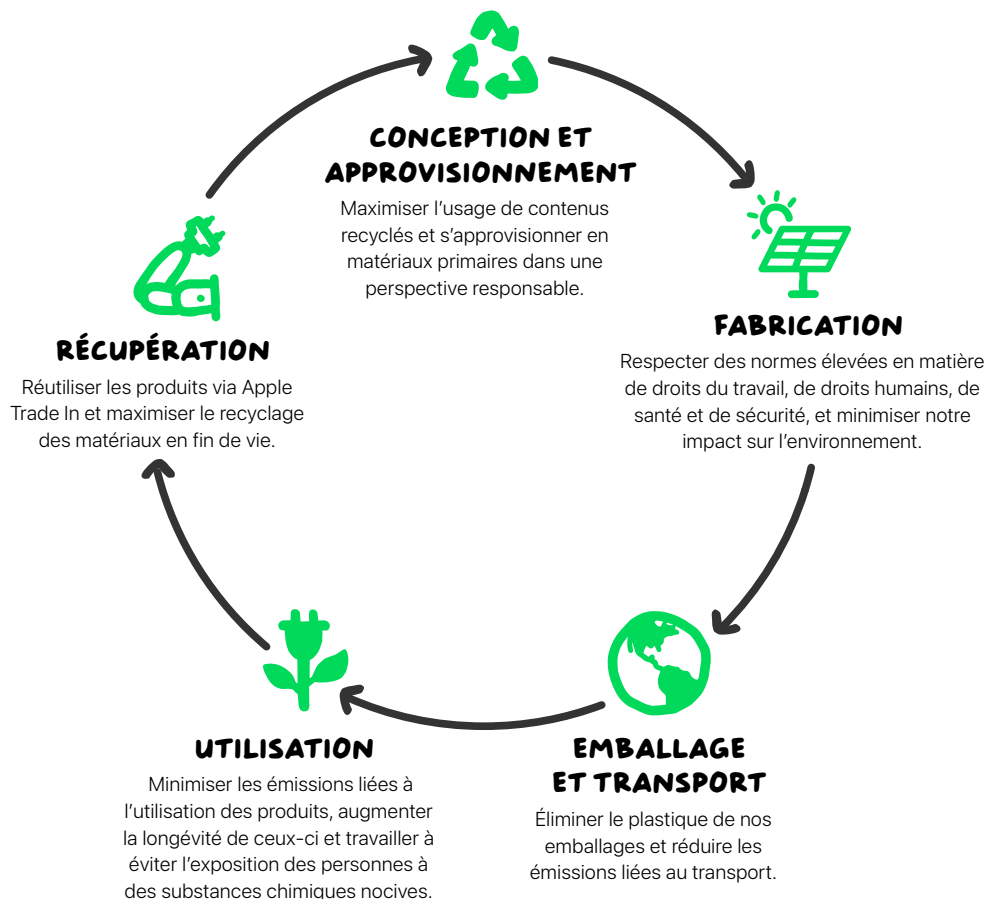 CONCEPTION ET
APPROVISIONNEMENT
Maximiser l’usage de contenus
recyclés et s’approvisionner en
matériaux primaires dans une
perspective responsable.
FABRICATION
Respecter des normes élevées en matière
de droits du travail, de droits humains, de
santé et de sécurité, et minimiser notre
impact sur l’environnement.
EMBALLAGE
ET TRANSPORT
Éliminer le plastique de nos
emballages et réduire les
émissions liées au transport.
UTILISATION
Minimiser les émissions liées à
l’utilisation des produits, augmenter
la longévité de ceux-ci et travailler à
éviter l’exposition des personnes à
des substances chimiques nocives.
RÉCUPÉRATION
Réutiliser les produits via Apple
Trade In et maximiser le recyclage
des matériaux en fin de vie.